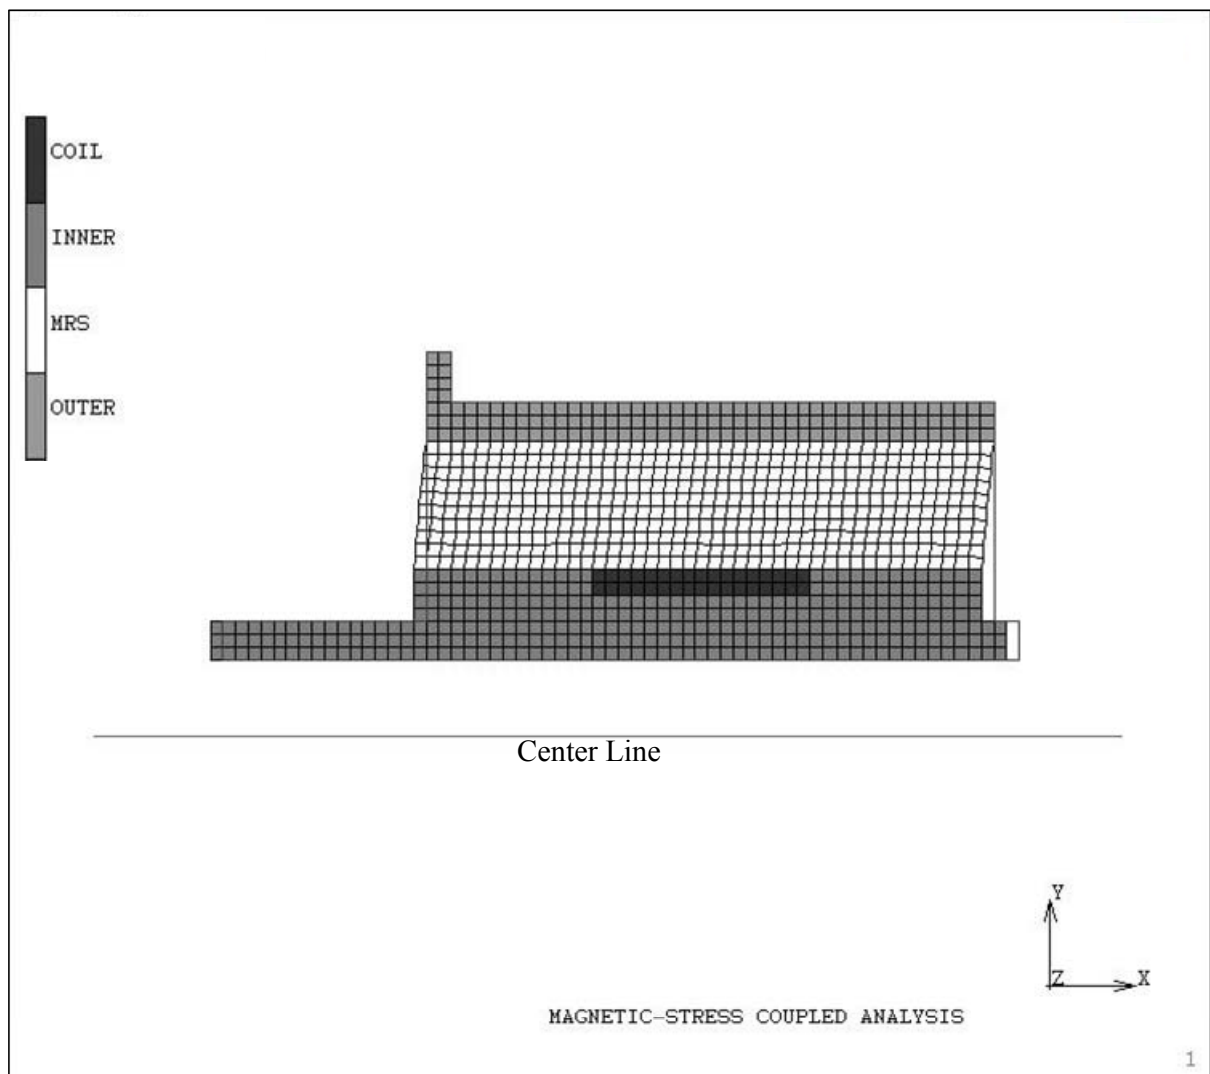 COIL
INNER
MRS
OUTER
Center Line
Y
Z X
MAGNETIC-STRESS COUPLED ANALYSIS
1